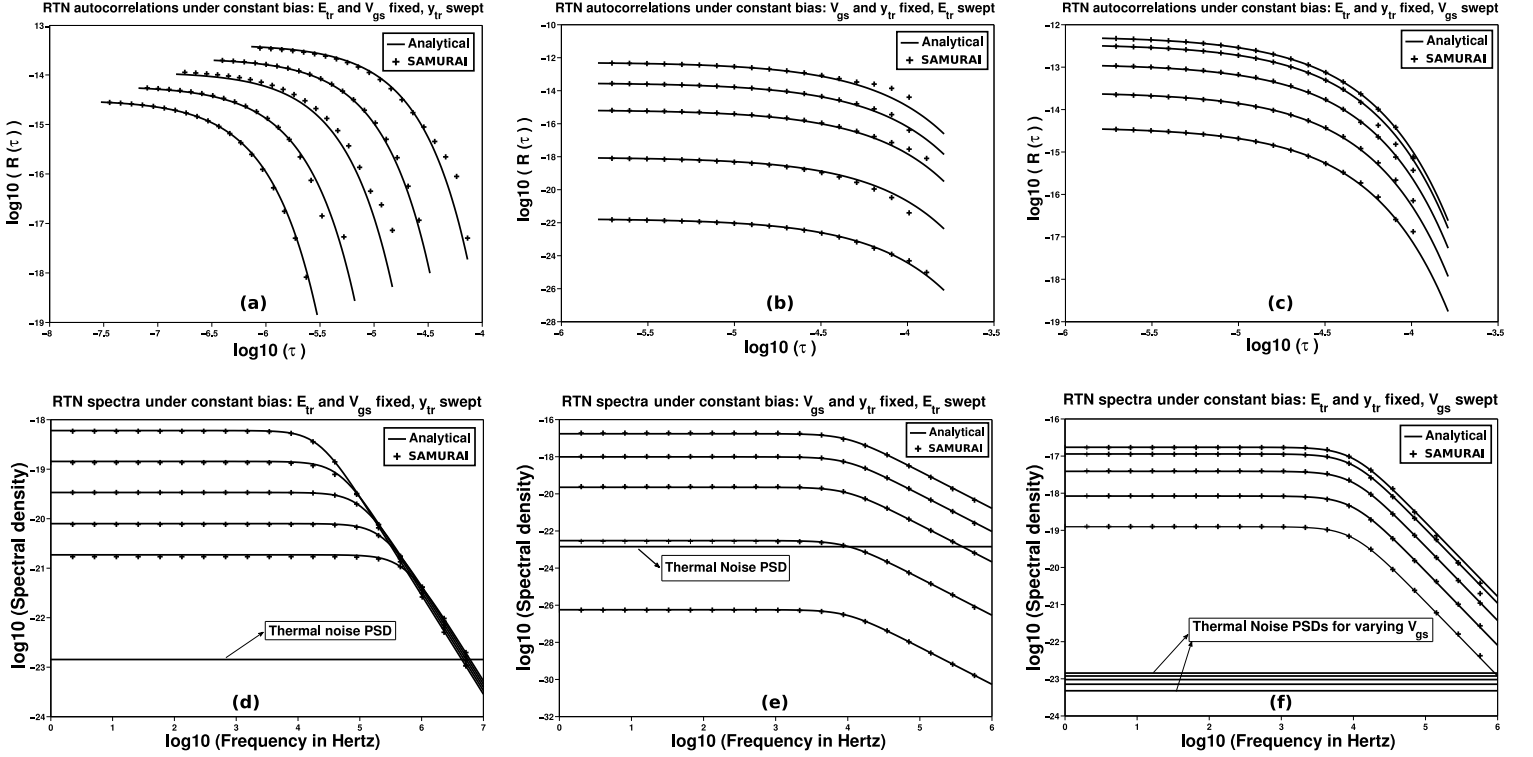 RTN autocorrelations under constant bias: E_tr and V_gs fixed, y_tr swept
log10 ( R (τ) )
−13
−14
−15
−16
−17
−18
−19
−8
−7.5
−7
−6.5
−6
−5.5
−5
−4.5
−4
Analytical
SAMURAI
(a)
log10 (τ)
RTN autocorrelations under constant bias: V_gs and y_tr fixed, E_tr swept
log10 ( R (τ) )
−10
−12
−14
−16
−18
−20
−22
−24
−26
−28
−6
−5.5
−5
−4.5
−4
−3.5
Analytical
SAMURAI
(b)
log10 (τ)
RTN autocorrelations under constant bias: E_tr and y_tr fixed, V_gs swept
log10 ( R (τ) )
−12
−13
−14
−15
−16
−17
−18
−19
−6
−5.5
−5
−4.5
−4
−3.5
Analytical
SAMURAI
(c)
log10 (τ)
RTN spectra under constant bias: E_tr and V_gs fixed, y_tr swept
log10 (Spectral density)
−18
−19
−20
−21
−22
−23
−24
0
1
2
3
4
5
6
7
Analytical
SAMURAI
Thermal noise PSD
(d)
log10 (Frequency in Hertz)
RTN spectra under constant bias: V_gs and y_tr fixed, E_tr swept
log10 (Spectral density)
−16
−18
−20
−22
−24
−26
−28
−30
−32
0
1
2
3
4
5
6
Analytical
SAMURAI
Thermal Noise PSD
(e)
log10 (Frequency in Hertz)
RTN spectra under constant bias: E_tr and y_tr fixed, V_gs swept
log10 (Spectral density)
−16
−17
−18
−19
−20
−21
−22
−23
−24
0
1
2
3
4
5
6
Analytical
SAMURAI
Thermal Noise PSDs for varying V_gs
(f)
log10 (Frequency in Hertz)